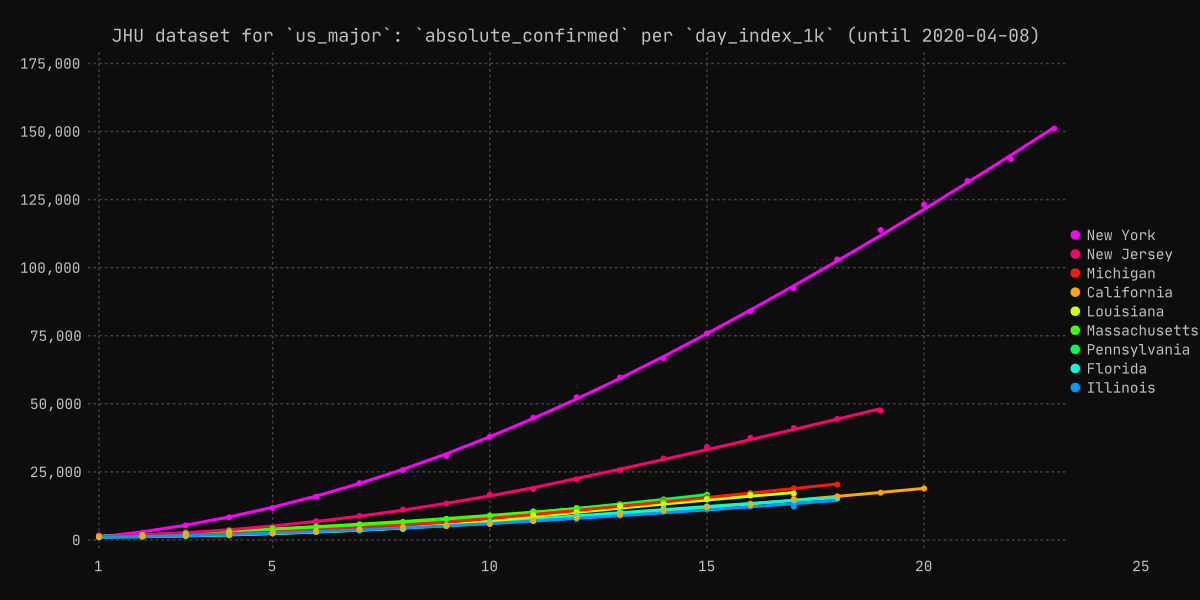 JHU dataset for `us_major`: `absolute_confirmed` per `day_index_1k` (until 2020-04-08)
175,000
150,000
125,000
100,000
75,000
50,000
25,000
0
1 5 10 15 20 25
New York
New Jersey
Michigan
California
Louisiana
Massachusetts
Pennsylvania
Florida
Illinois